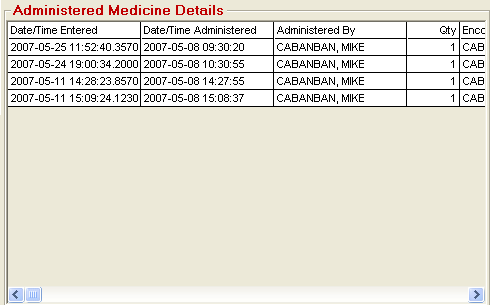 Administered Medicine Details
Date/Time Entered Date/Time Administered Administered By Qty Enco
2007-05-25 11:52:40.3570 2007-05-08 09:30:20 CABANBAN, MIKE 1 CAB
2007-05-24 19:00:34.2000 2007-05-08 10:30:55 CABANBAN, MIKE 1 CAB
2007-05-11 14:28:23.8570 2007-05-08 14:27:55 CABANBAN, MIKE 1 CAB
2007-05-11 15:09:24.1230 2007-05-08 15:08:37 CABANBAN, MIKE 1 CAB